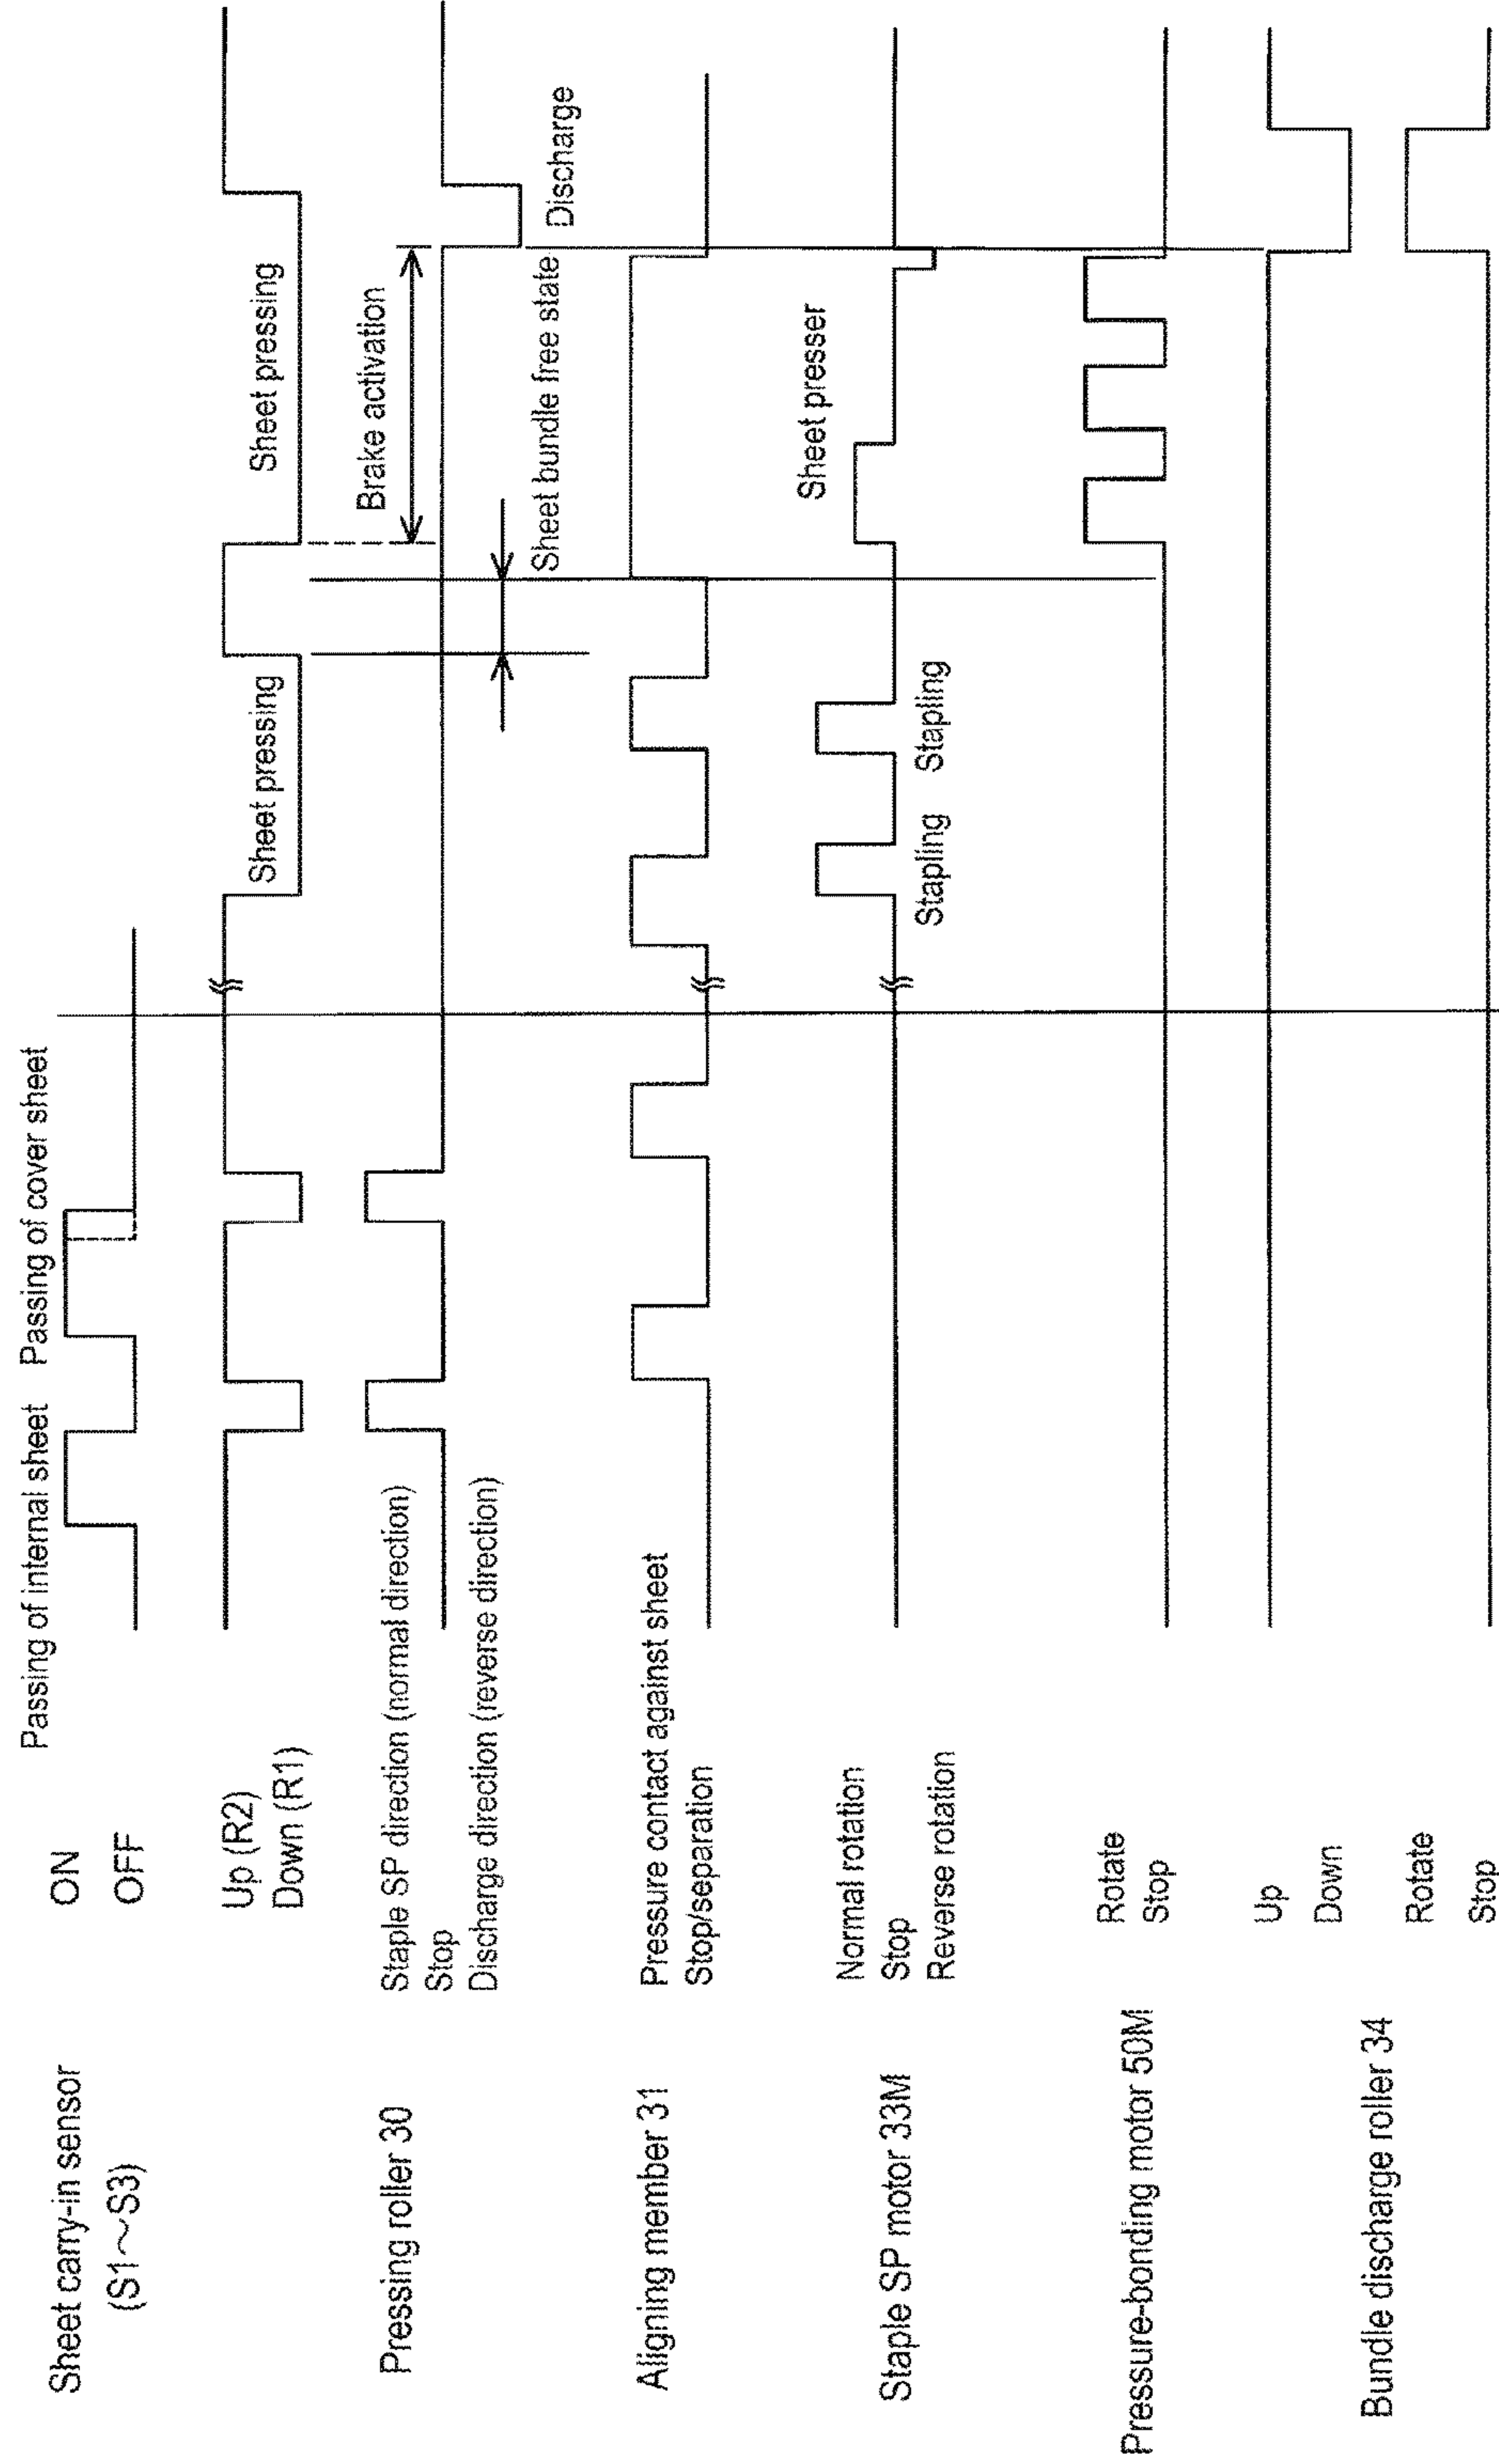 Passing of internal sheet
Passing of cover sheet
Sheet carry-in sensor
(S1～S3)
ON
OFF
Up (R2)
Down (R1)
Sheet pressing
Sheet pressing
Pressing roller 30
Staple SP direction (normal direction)
Stop
Discharge direction (reverse direction)
Brake activation
Sheet bundle free state
Discharge
Aligning member 31
Pressure contact against sheet
Stop/separation
Staple SP motor 33M
Normal rotation
Stop
Reverse rotation
Stapling
Stapling
Sheet presser
Pressure-bonding motor 50M
Rotate
Stop
Bundle discharge roller 34
Up
Down
Rotate
Stop